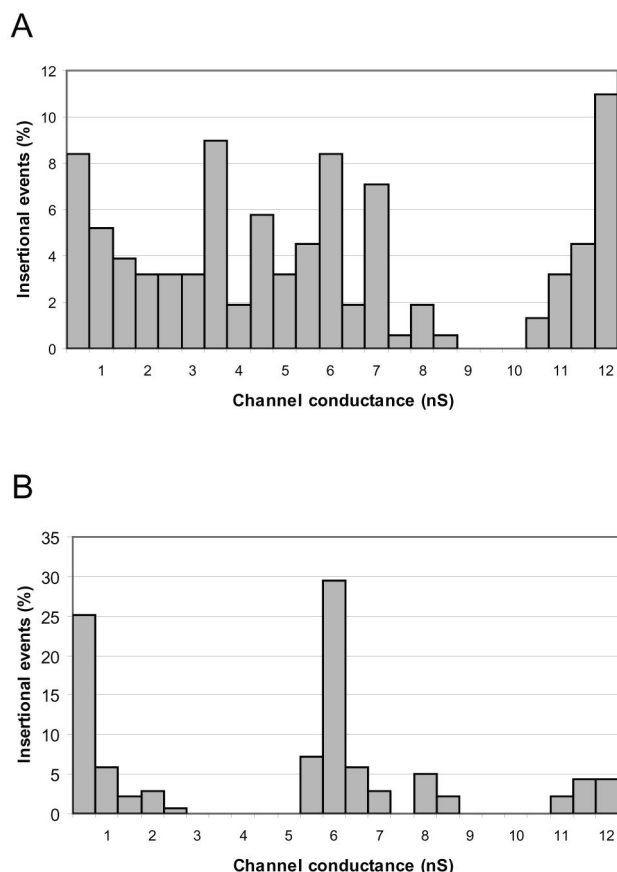 A
12
10
8
6
4
2
0
Insertional events (%)
1 2 3 4 5 6 7 8 9 10 11 12
Channel conductance (nS)
B
35
30
25
20
15
10
5
0
Insertional events (%)
1 2 3 4 5 6 7 8 9 10 11 12
Channel conductance (nS)